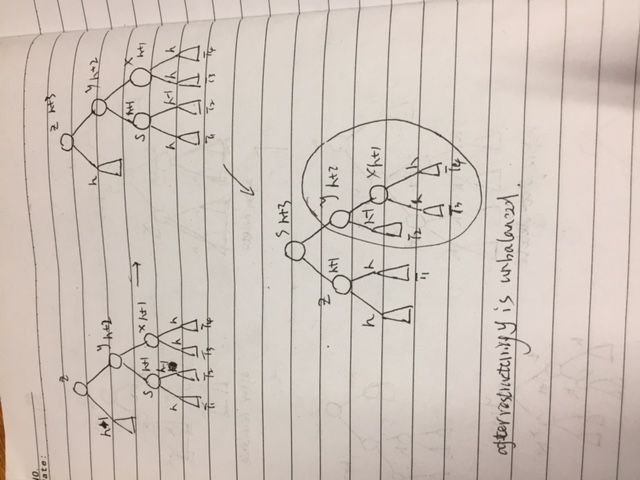 NO.
Date:
z
h+1
y h+2
S h+1
x h+1
h
h-1
h
h
T1
T2
T3
T4
z h+3
h
y h+2
S h+1
x h+1
h
h-1
h
h
T1
T2
T3
T4
S h+3
z h+1
y h+2
h
h
h-1
x h+1
T1
T2
h
h
T3
T4
after restructuring y is unbalanced.